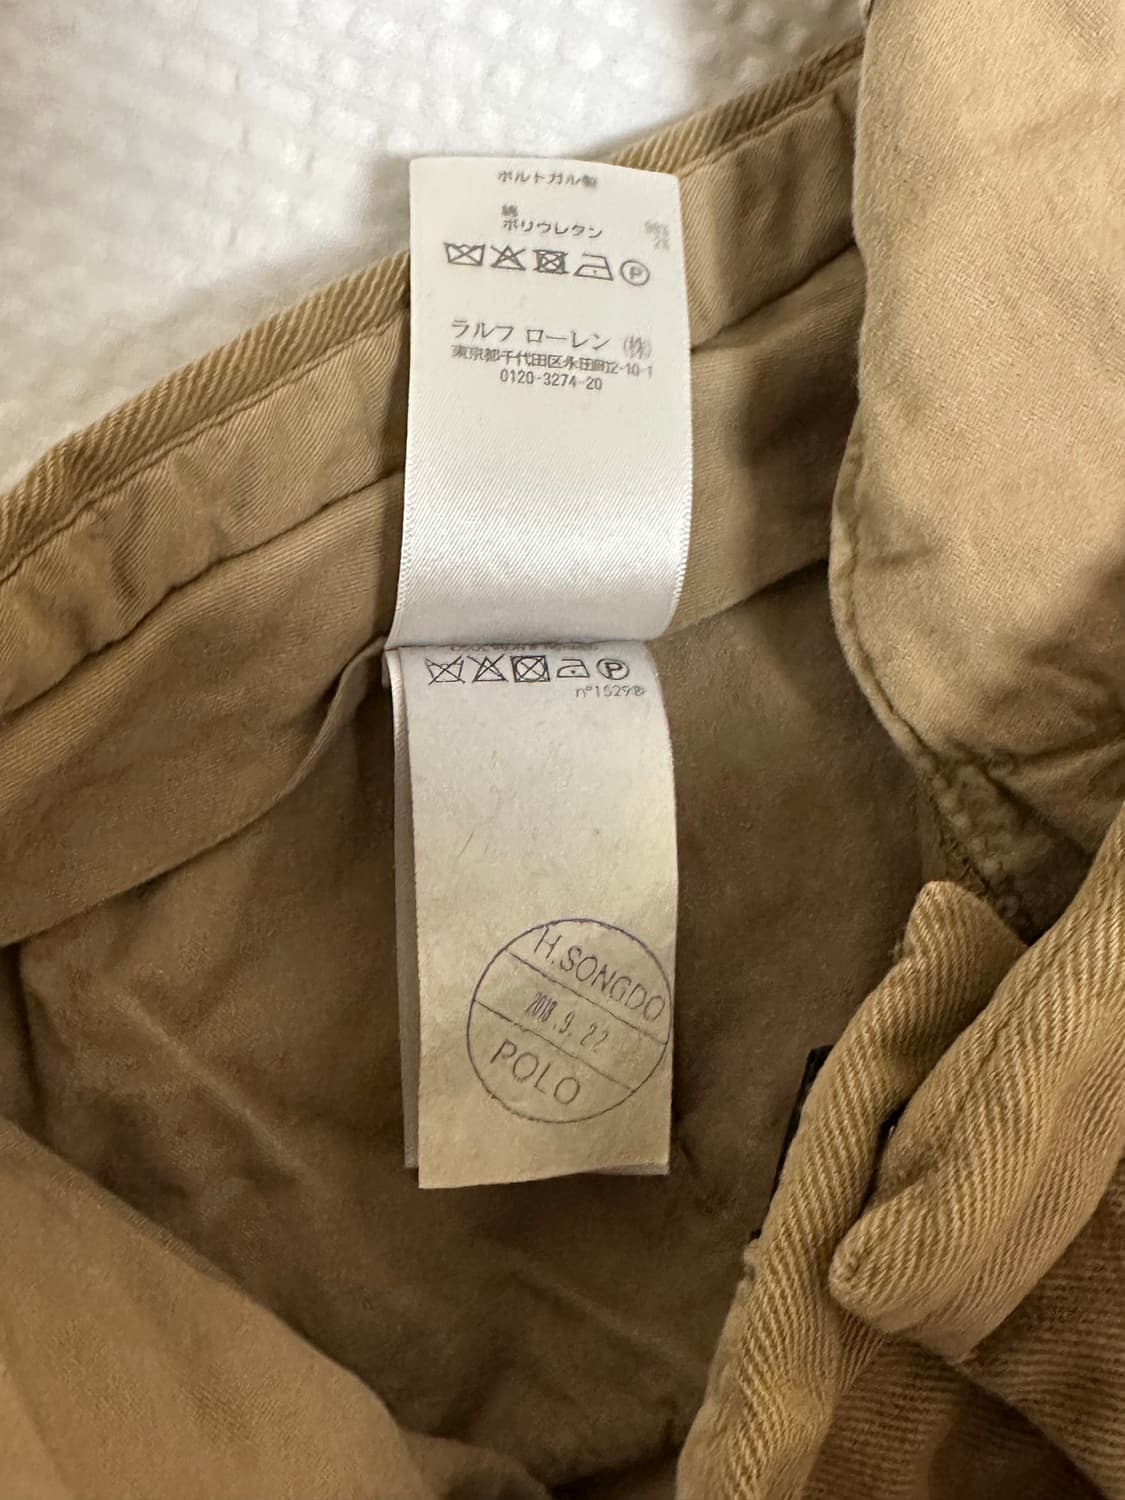 ポルトガル製
綿 98%
ポリウレタン 2%
P
ラルフ ローレン (株)
東京都千代田区永田町2-10-1
0120-3274-20
P
n°15298
H.SONGDO
2018.9.22
POLO